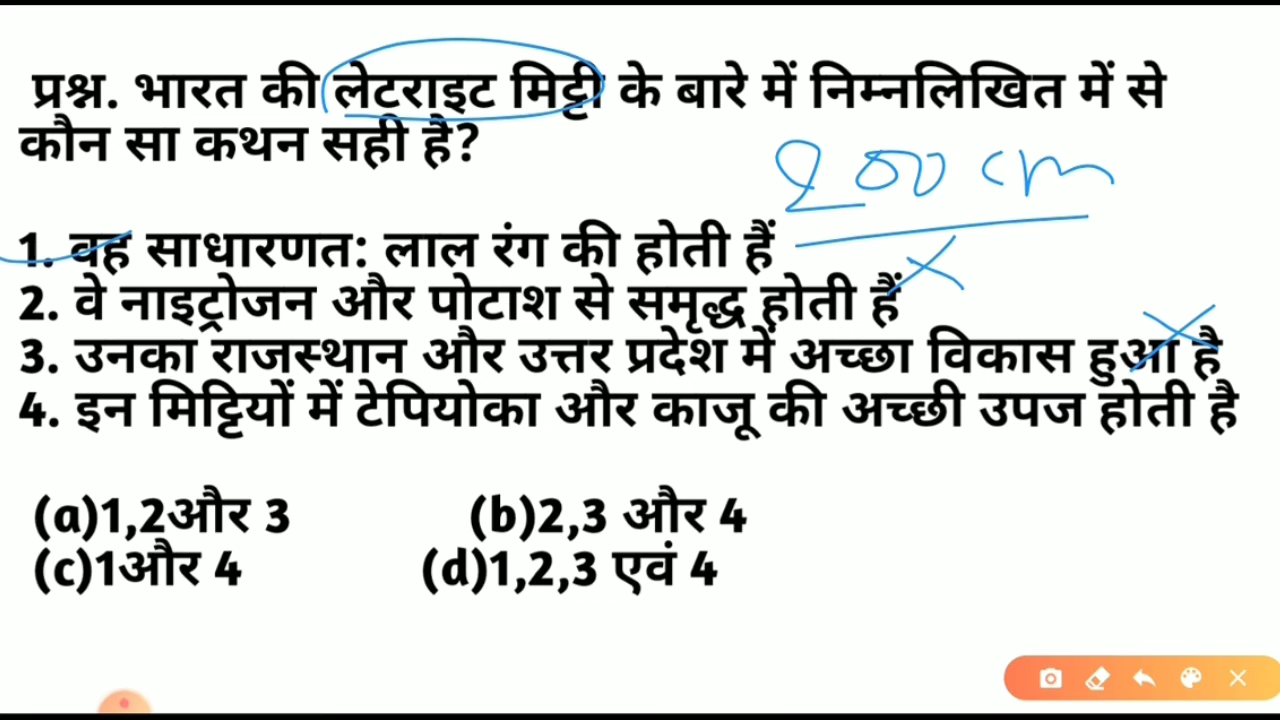 प्रश्न. भारत की लेटराइट मिट्टी के बारे में निम्नलिखित में से
कौन सा कथन सही है?
200 cm
1. वह साधारणत: लाल रंग की होती हैं
2. वे नाइट्रोजन और पोटाश से समृद्ध होती हैं
3. उनका राजस्थान और उत्तर प्रदेश में अच्छा विकास हुआ है
4. इन मिट्टियों में टेपियोका और काजू की अच्छी उपज होती है
(a)1,2और 3 (b)2,3 और 4
(c)1और 4 (d)1,2,3 एवं 4